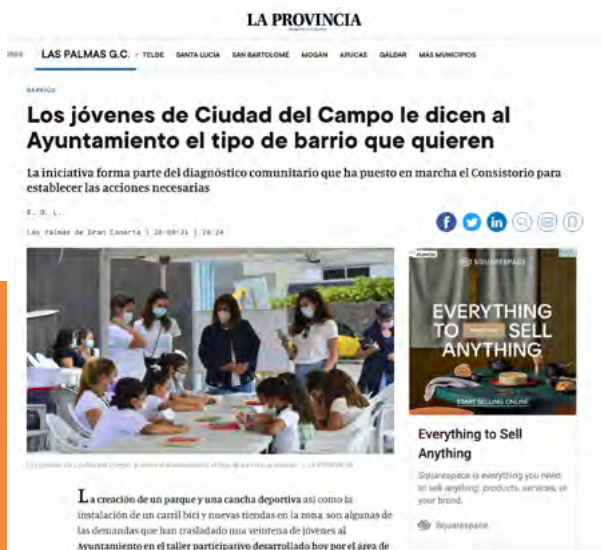 LA PROVINCIA
LAS PALMAS G.C. TELDE SANTA LUCÍA SAN BARTOLOMÉ MOGÁN ARUCAS GÁLDAR MÁS MUNICIPIOS
BARRIOS
Los jóvenes de Ciudad del Campo le dicen al
Ayuntamiento el tipo de barrio que quieren
La iniciativa forma parte del diagnóstico comunitario que ha puesto en marcha el Consistorio para
establecer las acciones necesarias
Las Palmas de Gran Canaria
SQUARESPACE
EVERYTHING
TO SELL
ANYTHING
START SELLING ONLINE
Everything to Sell
Anything
Squarespace is everything you need
to sell anything: products, services, or
your brand.
Squarespace
La creación de un parque y una cancha deportiva así como la
instalación de un carril bici y nuevas tiendas en la zona, son algunas de
las demandas que han trasladado una veintena de jóvenes al
Ayuntamiento en el taller participativo desarrollado hoy por el área de